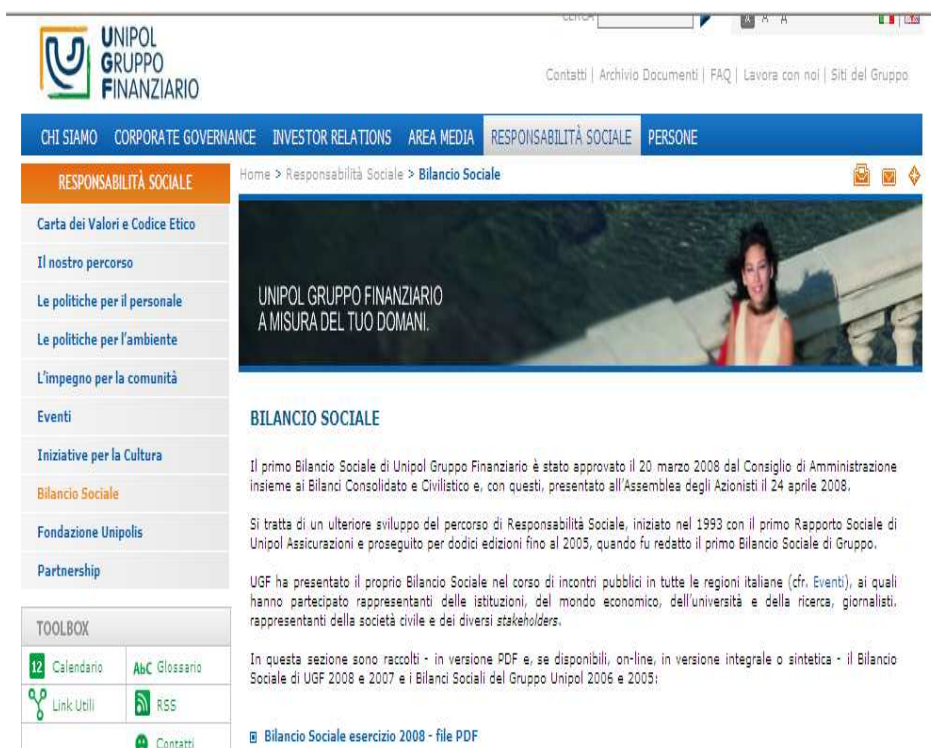 CERCA
A A A
UNIPOL
GRUPPO
FINANZIARIO
Contatti | Archivio Documenti | FAQ | Lavora con noi | Siti del Gruppo
CHI SIAMO CORPORATE GOVERNANCE INVESTOR RELATIONS AREA MEDIA RESPONSABILITÀ SOCIALE PERSONE
RESPONSABILITÀ SOCIALE
Home > Responsabilità Sociale > Bilancio Sociale
Carta dei Valori e Codice Etico
Il nostro percorso
Le politiche per il personale
Le politiche per l'ambiente
L'impegno per la comunità
Eventi
Iniziative per la Cultura
Bilancio Sociale
Fondazione Unipolis
Partnership
TOOLBOX
12 Calendario
AbC Glossario
Link Utili
RSS
Contatti
UNIPOL GRUPPO FINANZIARIO
A MISURA DEL TUO DOMANI.
BILANCIO SOCIALE
Il primo Bilancio Sociale di Unipol Gruppo Finanziario è stato approvato il 20 marzo 2008 dal Consiglio di Amministrazione
insieme ai Bilanci Consolidato e Civilistico e, con questi, presentato all'Assemblea degli Azionisti il 24 aprile 2008.
Si tratta di un ulteriore sviluppo del percorso di Responsabilità Sociale, iniziato nel 1993 con il primo Rapporto Sociale di
Unipol Assicurazioni e proseguito per dodici edizioni fino al 2005, quando fu redatto il primo Bilancio Sociale di Gruppo.
UGF ha presentato il proprio Bilancio Sociale nel corso di incontri pubblici in tutte le regioni italiane (cfr. Eventi), ai quali
hanno partecipato rappresentanti delle istituzioni, del mondo economico, dell'università e della ricerca, giornalisti,
rappresentanti della società civile e dei diversi stakeholders.
In questa sezione sono raccolti - in versione PDF e, se disponibili, on-line, in versione integrale o sintetica - il Bilancio
Sociale di UGF 2008 e 2007 e i Bilanci Sociali del Gruppo Unipol 2006 e 2005:
Bilancio Sociale esercizio 2008 - file PDF